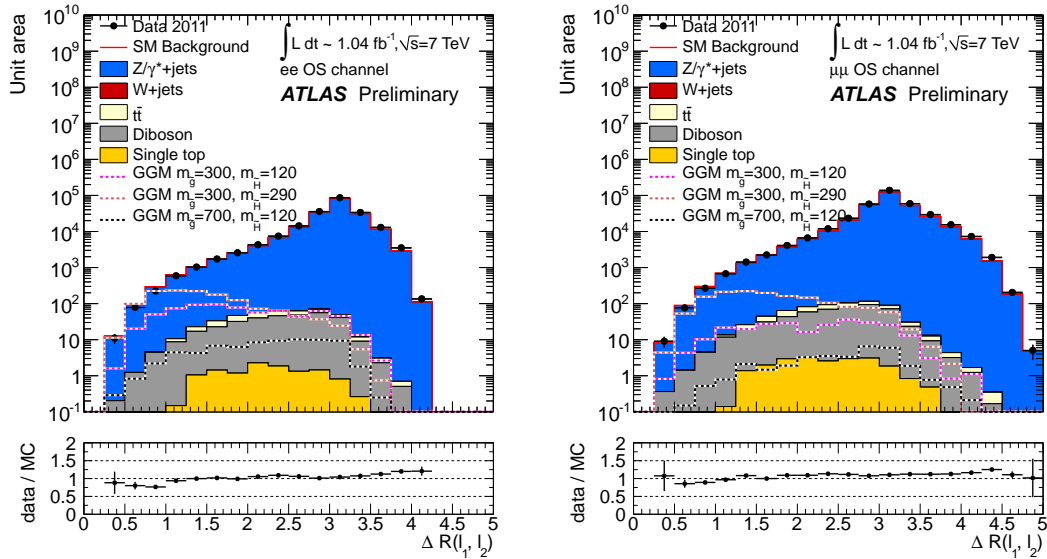 Unit area
10^10
10^9
10^8
10^7
10^6
10^5
10^4
10^3
10^2
10
1
10^-1
Data 2011
SM Background
Z/γ*+jets
W+jets
tt̄
Diboson
Single top
GGM m_g̃=300, m_H̃=120
GGM m_g̃=300, m_H̃=290
GGM m_g̃=700, m_H̃=120
∫L dt ~ 1.04 fb^-1,√s=7 TeV
ee OS channel
ATLAS Preliminary
data / MC
2
1.5
1
0.5
0
0 0.5 1 1.5 2 2.5 3 3.5 4 4.5 5
Δ R(l_1, l_2)
Unit area
10^10
10^9
10^8
10^7
10^6
10^5
10^4
10^3
10^2
10
1
10^-1
Data 2011
SM Background
Z/γ*+jets
W+jets
tt̄
Diboson
Single top
GGM m_g̃=300, m_H̃=120
GGM m_g̃=300, m_H̃=290
GGM m_g̃=700, m_H̃=120
∫L dt ~ 1.04 fb^-1,√s=7 TeV
μμ OS channel
ATLAS Preliminary
data / MC
2
1.5
1
0.5
0
0 0.5 1 1.5 2 2.5 3 3.5 4 4.5 5
Δ R(l_1, l_2)